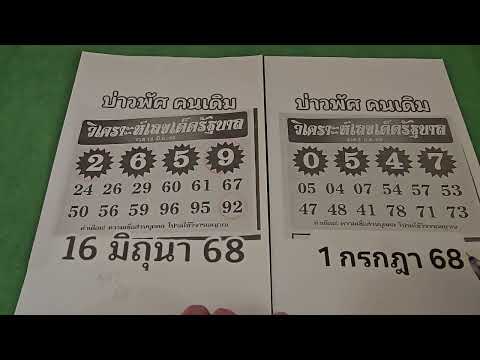 บ่าวพัศ คนเดิม
วิเคราะห์เลขเด็ดรัฐบาล
2 6 5 9
24 26 29 60 61 67
50 56 59 96 95 92
16 มิถุนา 68
บ่าวพัศ คนเดิม
วิเคราะห์เลขเด็ดรัฐบาล
0 5 4 7
05 04 07 54 57 53
47 48 41 78 71 73
1 กรกฎา 68